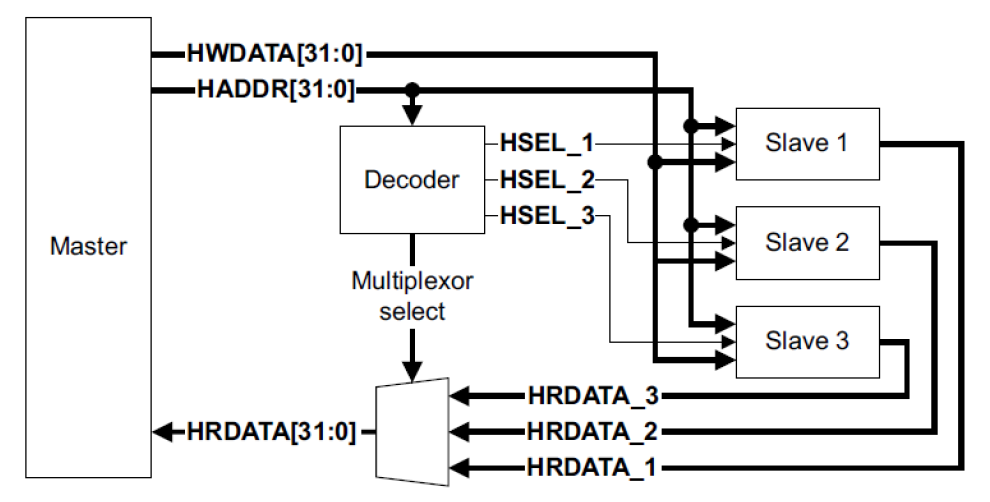 HWDATA[31:0]
HADDR[31:0]
HSEL_1
Slave 1
Decoder
HSEL_2
HSEL_3
Master
Slave 2
Multiplexor
select
Slave 3
HRDATA_3
HRDATA[31:0]
HRDATA_2
HRDATA_1